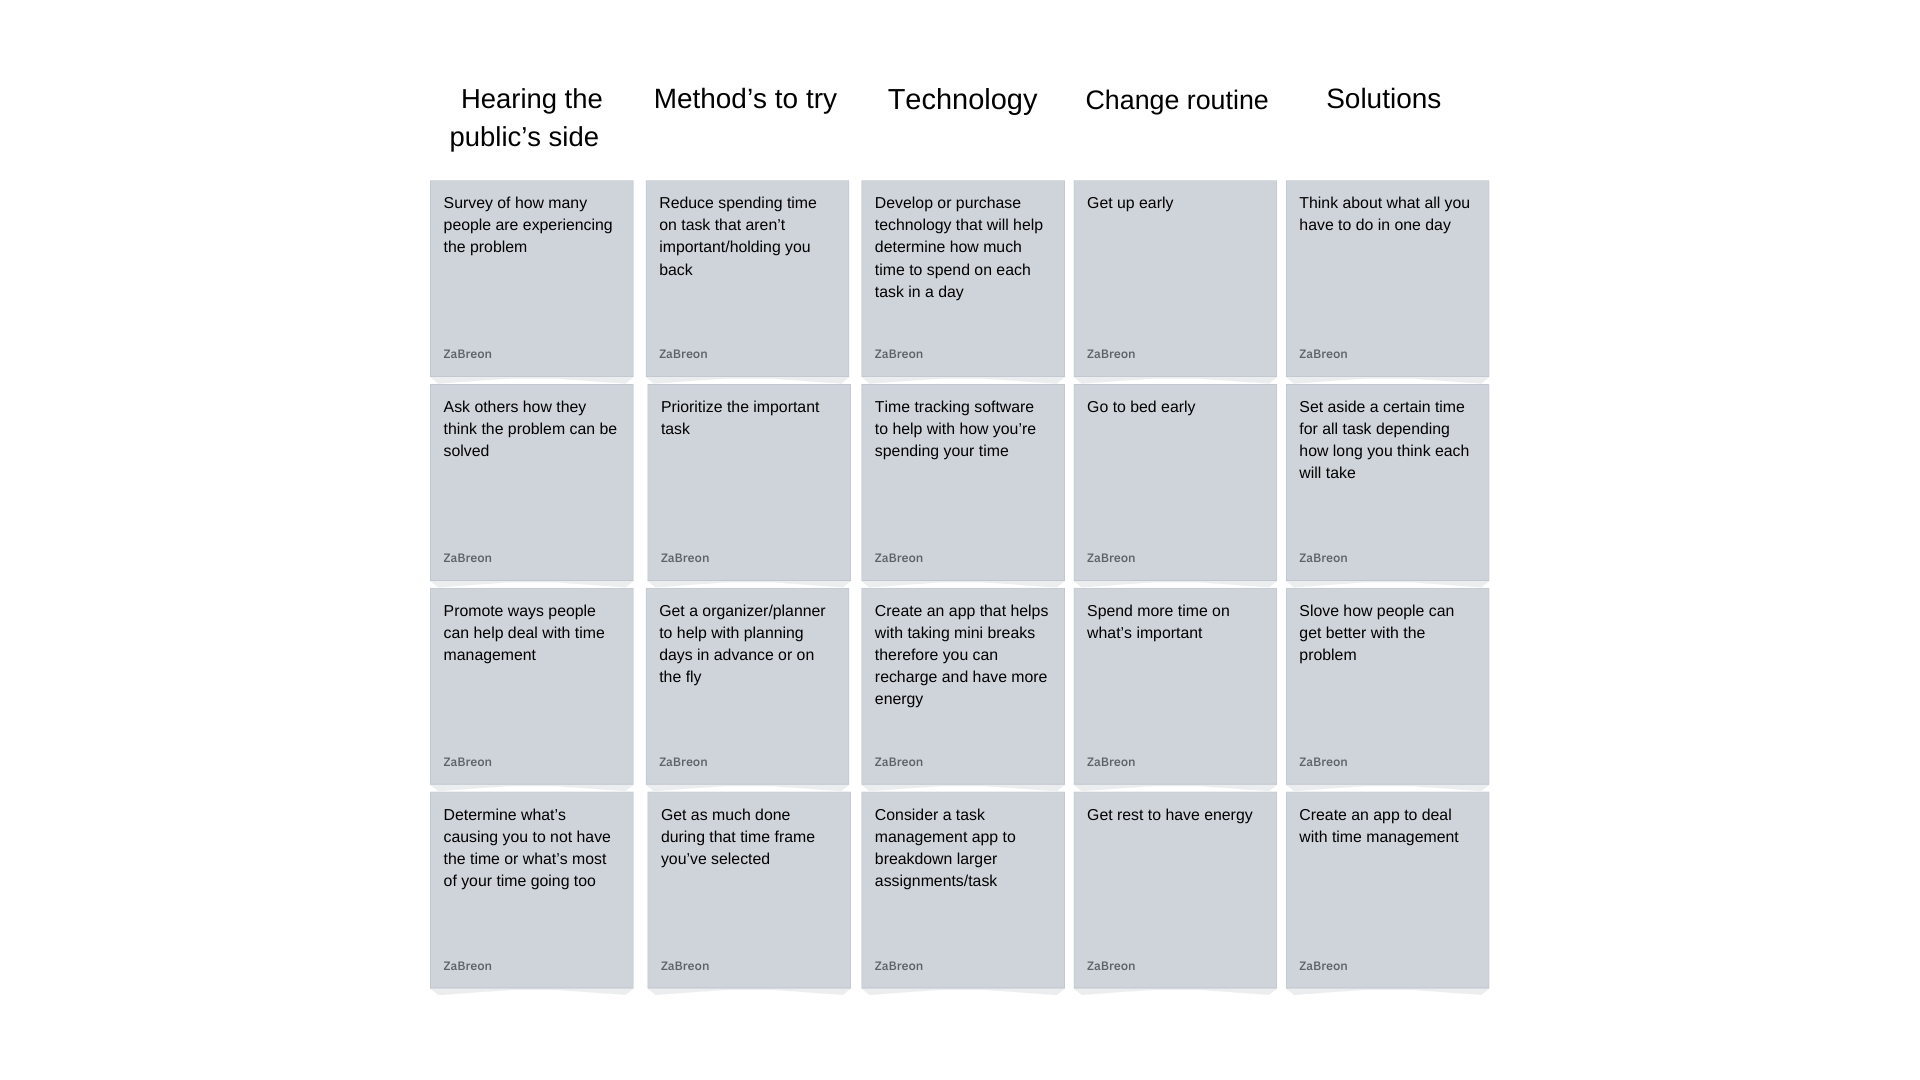 Hearing the
public’s side
Method’s to try
Technology
Change routine
Solutions
Survey of how many
people are experiencing
the problem
ZaBreon
Reduce spending time
on task that aren’t
important/holding you
back
ZaBreon
Develop or purchase
technology that will help
determine how much
time to spend on each
task in a day
ZaBreon
Get up early
ZaBreon
Think about what all you
have to do in one day
ZaBreon
Ask others how they
think the problem can be
solved
ZaBreon
Prioritize the important
task
ZaBreon
Time tracking software
to help with how you’re
spending your time
ZaBreon
Go to bed early
ZaBreon
Set aside a certain time
for all task depending
how long you think each
will take
ZaBreon
Promote ways people
can help deal with time
management
ZaBreon
Get a organizer/planner
to help with planning
days in advance or on
the fly
ZaBreon
Create an app that helps
with taking mini breaks
therefore you can
recharge and have more
energy
ZaBreon
Spend more time on
what’s important
ZaBreon
Slove how people can
get better with the
problem
ZaBreon
Determine what’s
causing you to not have
the time or what’s most
of your time going too
ZaBreon
Get as much done
during that time frame
you’ve selected
ZaBreon
Consider a task
management app to
breakdown larger
assignments/task
ZaBreon
Get rest to have energy
ZaBreon
Create an app to deal
with time management
ZaBreon